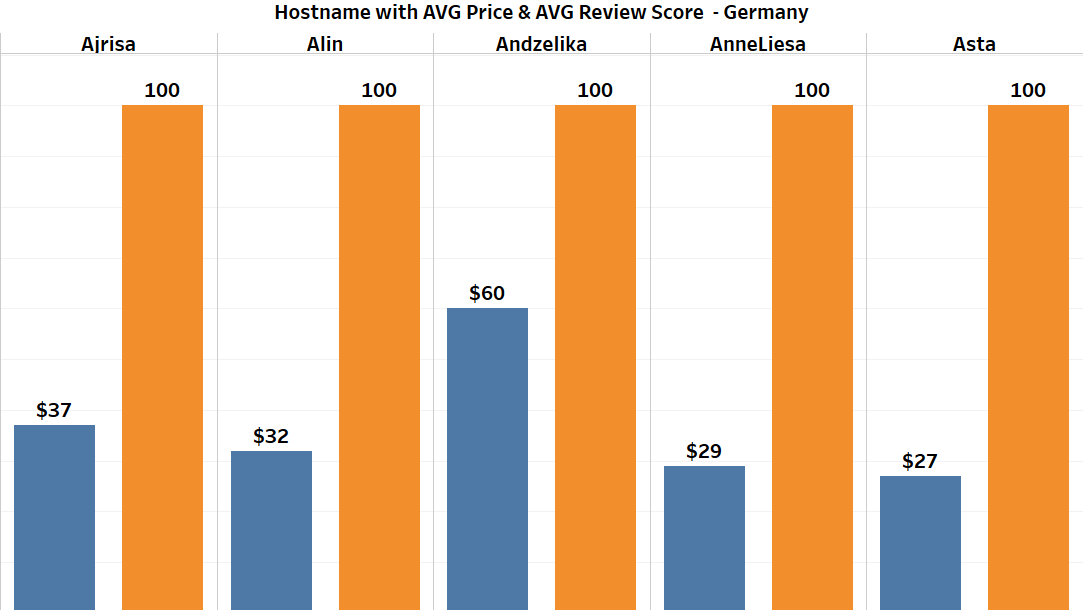 Hostname with AVG Price & AVG Review Score - Germany
Ajrisa Alin Andzelika AnneLiesa Asta
100 100 100 100 100
$60
$37
$32
$29
$27